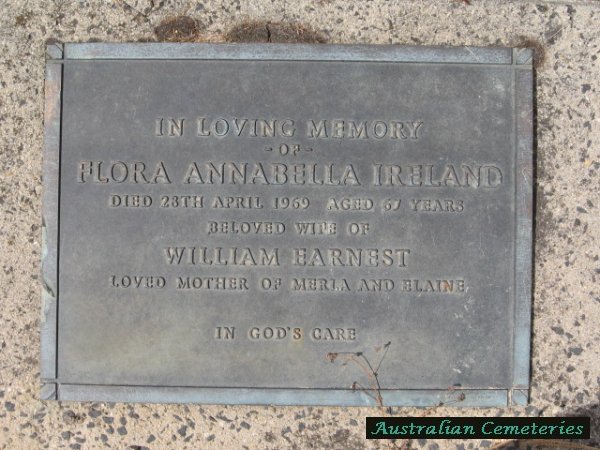 IN LOVING MEMORY
- OF -
FLORA ANNABELLA IRELAND
DIED 28TH APRIL 1969 AGED 67 YEARS
BELOVED WIFE OF
WILLIAM EARNEST
LOVED MOTHER OF MERLA AND ELAINE
IN GOD'S CARE
Australian Cemeteries